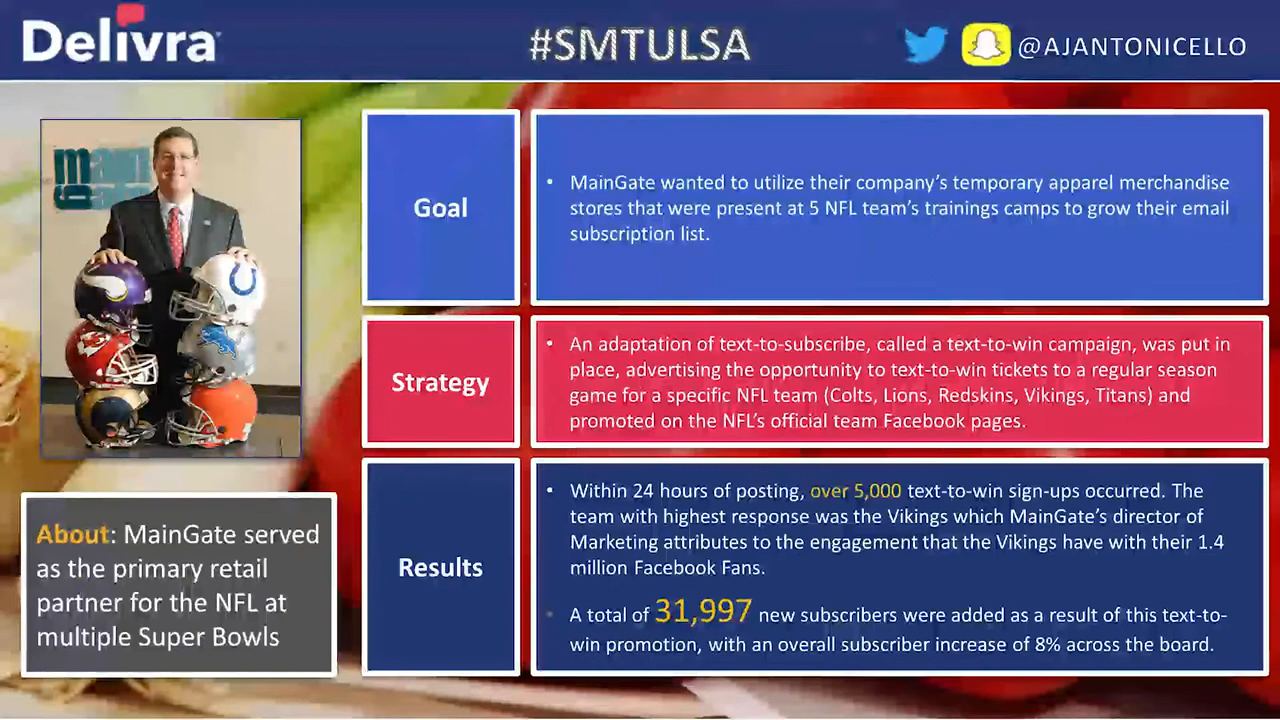 Delivra
#SMTULSA
@AJANTONICELLO
main
gate
About: MainGate served
as the primary retail
partner for the NFL at
multiple Super Bowls
Goal
• MainGate wanted to utilize their company’s temporary apparel merchandise
stores that were present at 5 NFL team’s trainings camps to grow their email
subscription list.
Strategy
• An adaptation of text-to-subscribe, called a text-to-win campaign, was put in
place, advertising the opportunity to text-to-win tickets to a regular season
game for a specific NFL team (Colts, Lions, Redskins, Vikings, Titans) and
promoted on the NFL’s official team Facebook pages.
Results
• Within 24 hours of posting, over 5,000 text-to-win sign-ups occurred. The
team with highest response was the Vikings which MainGate’s director of
Marketing attributes to the engagement that the Vikings have with their 1.4
million Facebook Fans.
• A total of 31,997 new subscribers were added as a result of this text-to-
win promotion, with an overall subscriber increase of 8% across the board.